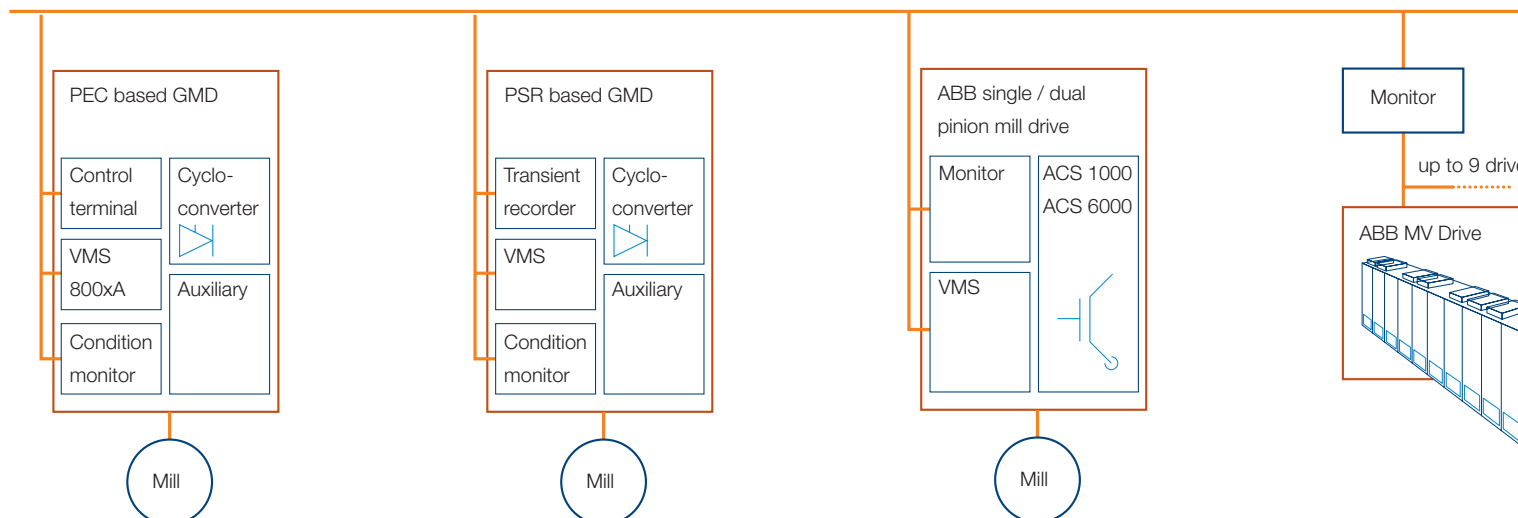 PEC based GMD
Control
terminal
Cyclo-
converter
VMS
800xA
Auxiliary
Condition
monitor
Mill
PSR based GMD
Transient
recorder
Cyclo-
converter
VMS
Auxiliary
Condition
monitor
Mill
ABB single / dual
pinion mill drive
Monitor
ACS 1000
ACS 6000
VMS
Mill
Monitor
up to 9 drive
ABB MV Drive